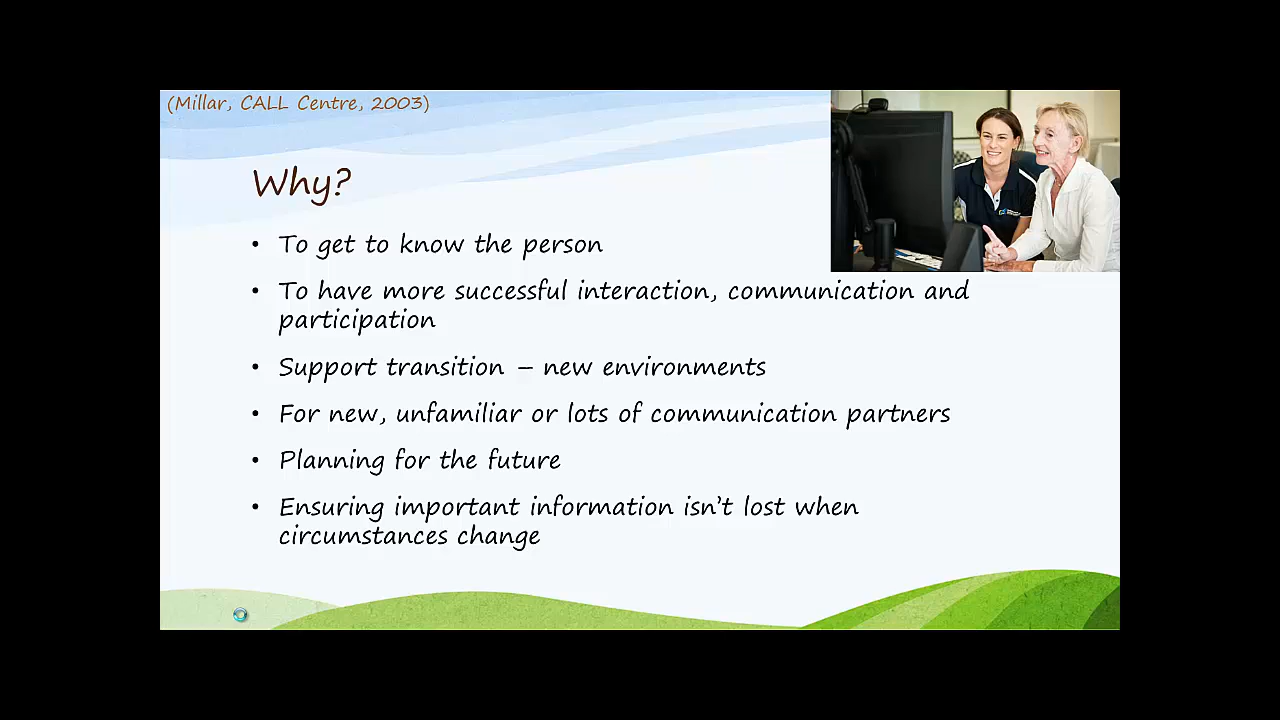 (Millar, CALL Centre, 2003)
Why?
• To get to know the person
• To have more successful interaction, communication and
participation
• Support transition – new environments
• For new, unfamiliar or lots of communication partners
• Planning for the future
• Ensuring important information isn't lost when
circumstances change